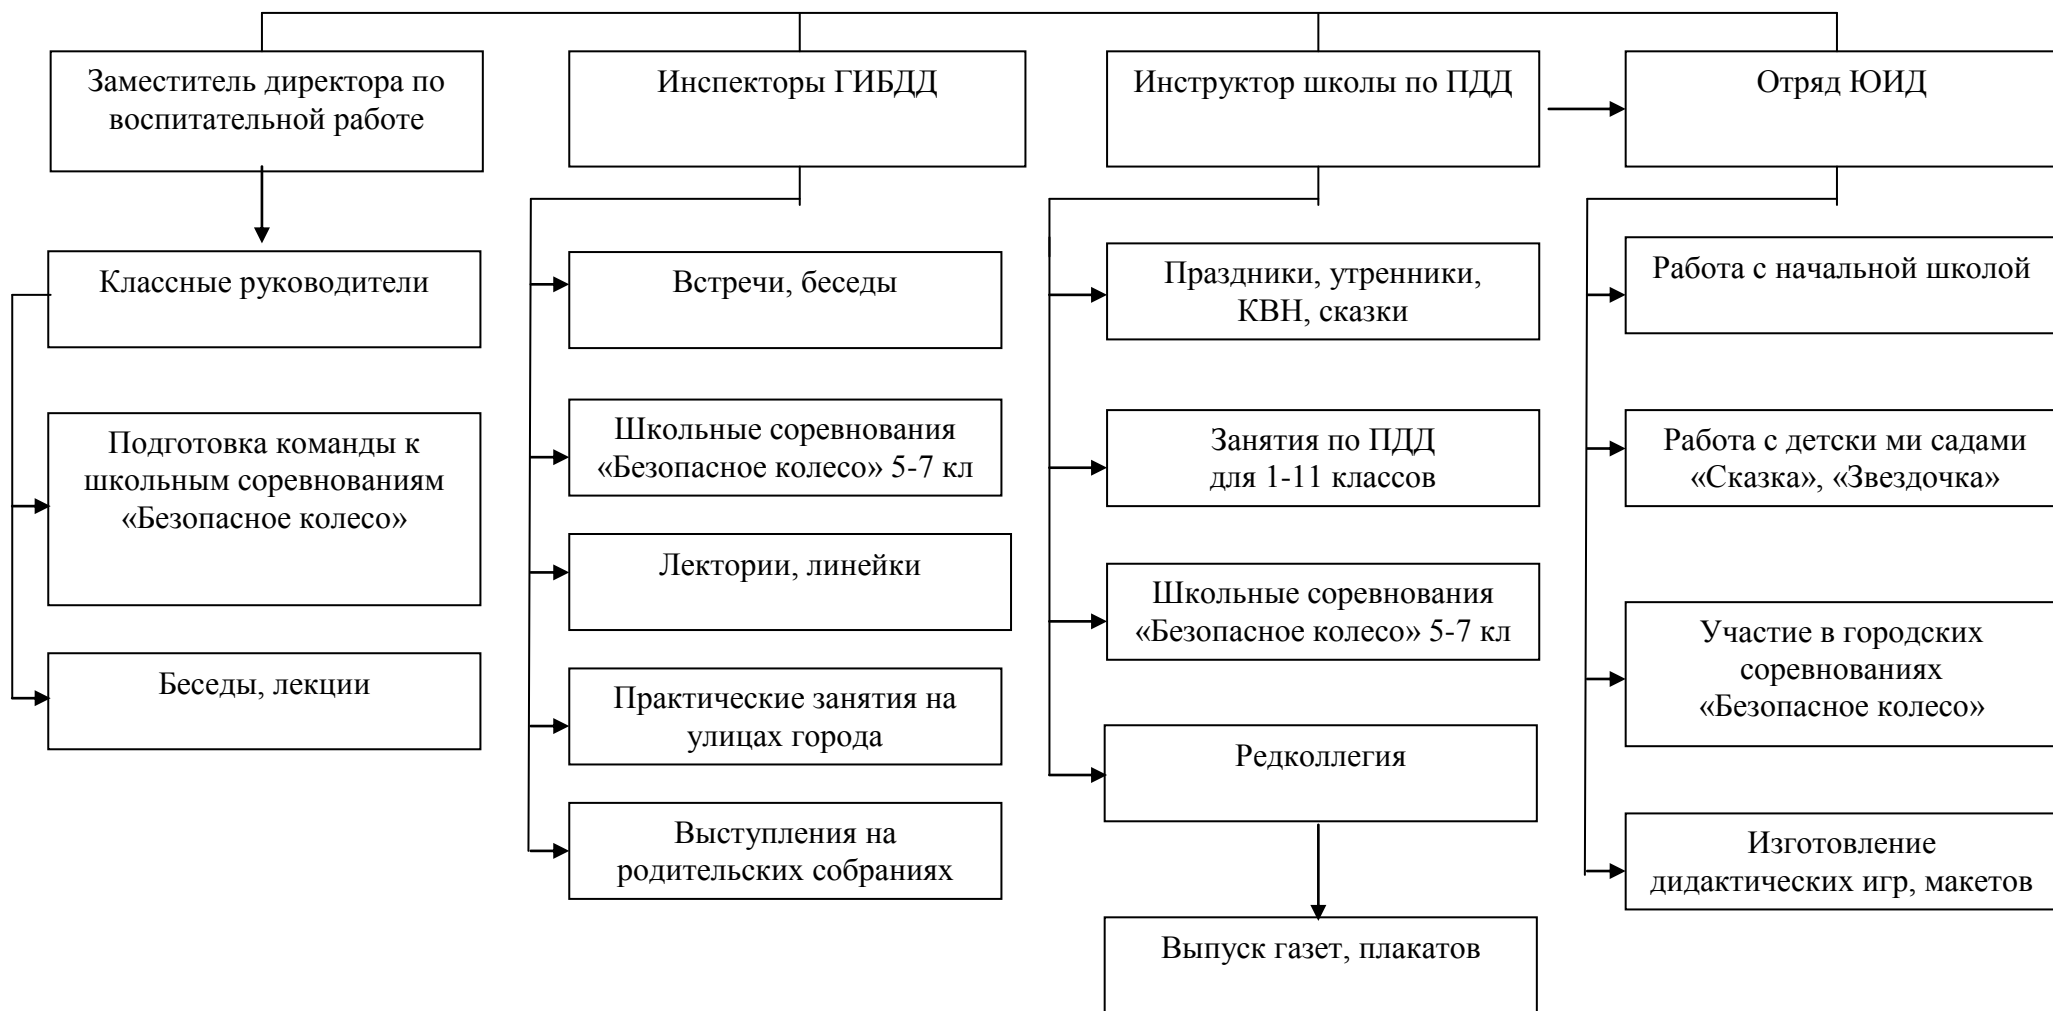 Заместитель директора по
воспитательной работе
Инспекторы ГИБДД
Инструктор школы по ПДД
Отряд ЮИД
Классные руководители
Подготовка команды к
школьным соревнованиям
«Безопасное колесо»
Беседы, лекции
Встречи, беседы
Школьные соревнования
«Безопасное колесо» 5-7 кл
Лектории, линейки
Практические занятия на
улицах города
Выступления на
родительских собраниях
Праздники, утренники,
КВН, сказки
Занятия по ПДД
для 1-11 классов
Школьные соревнования
«Безопасное колесо» 5-7 кл
Редколлегия
Выпуск газет, плакатов
Работа с начальной школой
Работа с детски ми садами
«Сказка», «Звездочка»
Участие в городских
соревнованиях
«Безопасное колесо»
Изготовление
дидактических игр, макетов